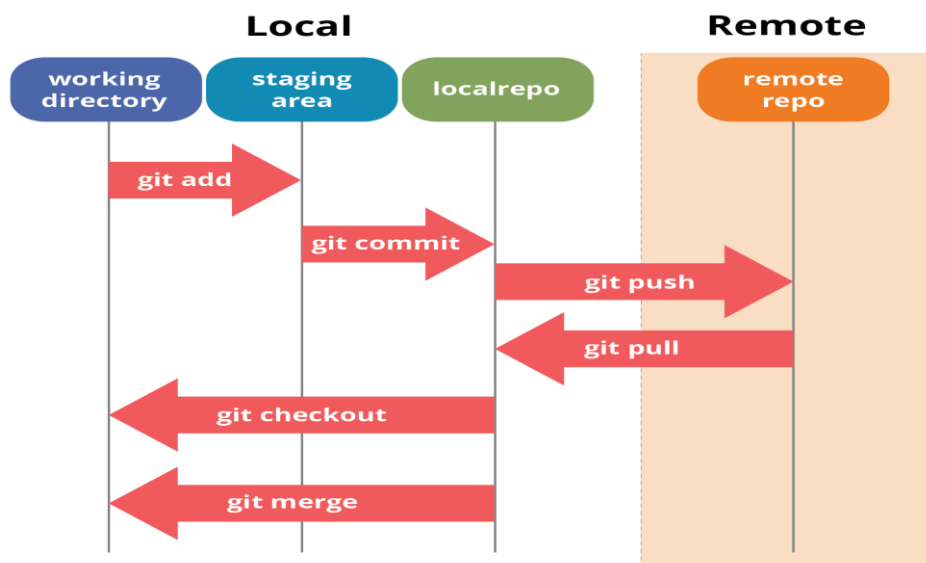 Local
Remote
working
directory
staging
area
localrepo
remote
repo
git add
git commit
git push
git pull
git checkout
git merge